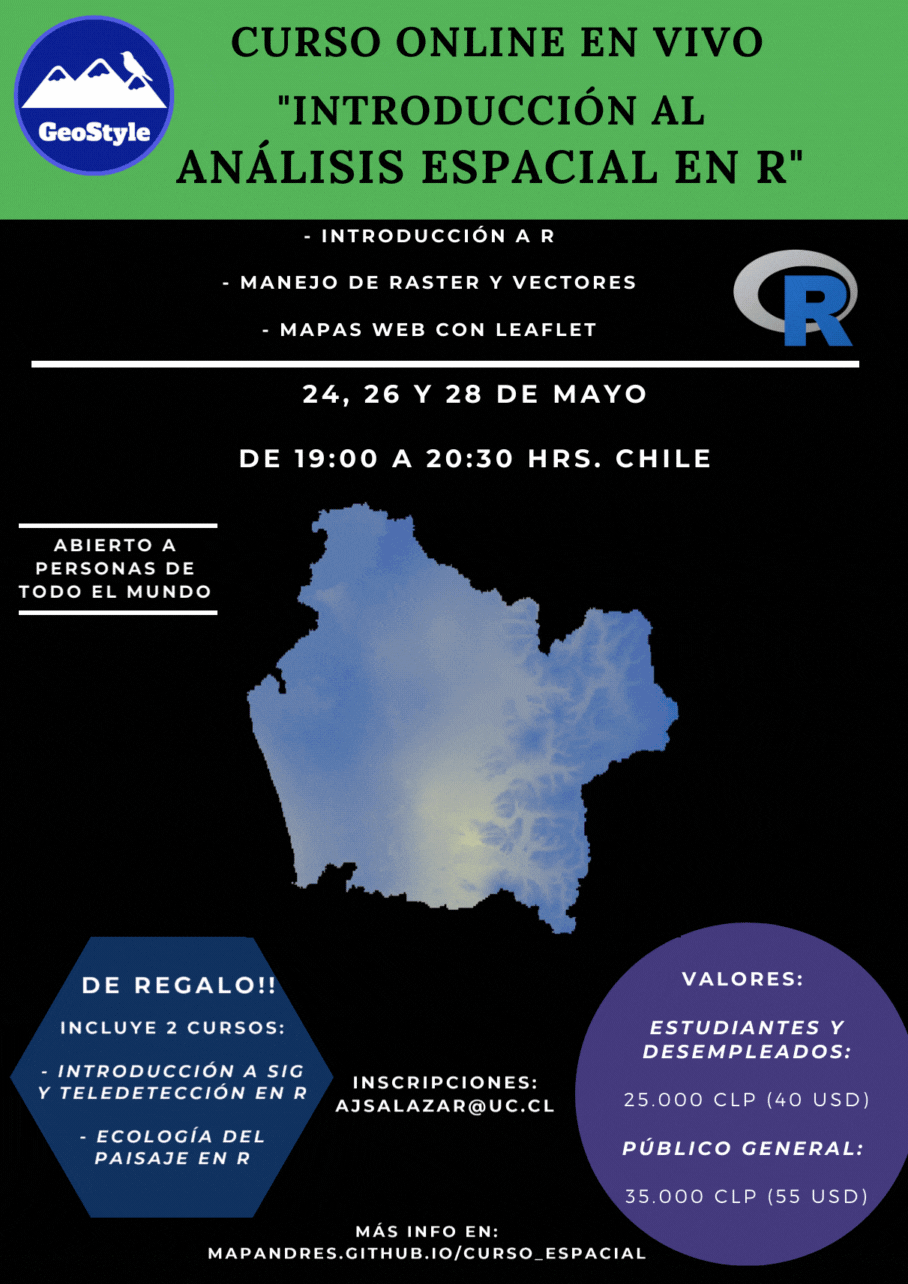 GeoStyle
CURSO ONLINE EN VIVO
"INTRODUCCIÓN AL
ANÁLISIS ESPACIAL EN R"
- INTRODUCCIÓN A R
- MANEJO DE RASTER Y VECTORES
- MAPAS WEB CON LEAFLET
R
24, 26 Y 28 DE MAYO
DE 19:00 A 20:30 HRS. CHILE
ABIERTO A
PERSONAS DE
TODO EL MUNDO
DE REGALO!!
INCLUYE 2 CURSOS:
- INTRODUCCIÓN A SIG
Y TELEDETECCIÓN EN R
- ECOLOGÍA DEL
PAISAJE EN R
INSCRIPCIONES:
AJSALAZAR@UC.CL
VALORES:
ESTUDIANTES Y
DESEMPLEADOS:
25.000 CLP (40 USD)
PÚBLICO GENERAL:
35.000 CLP (55 USD)
MÁS INFO EN:
MAPANDRES.GITHUB.IO/CURSO_ESPACIAL